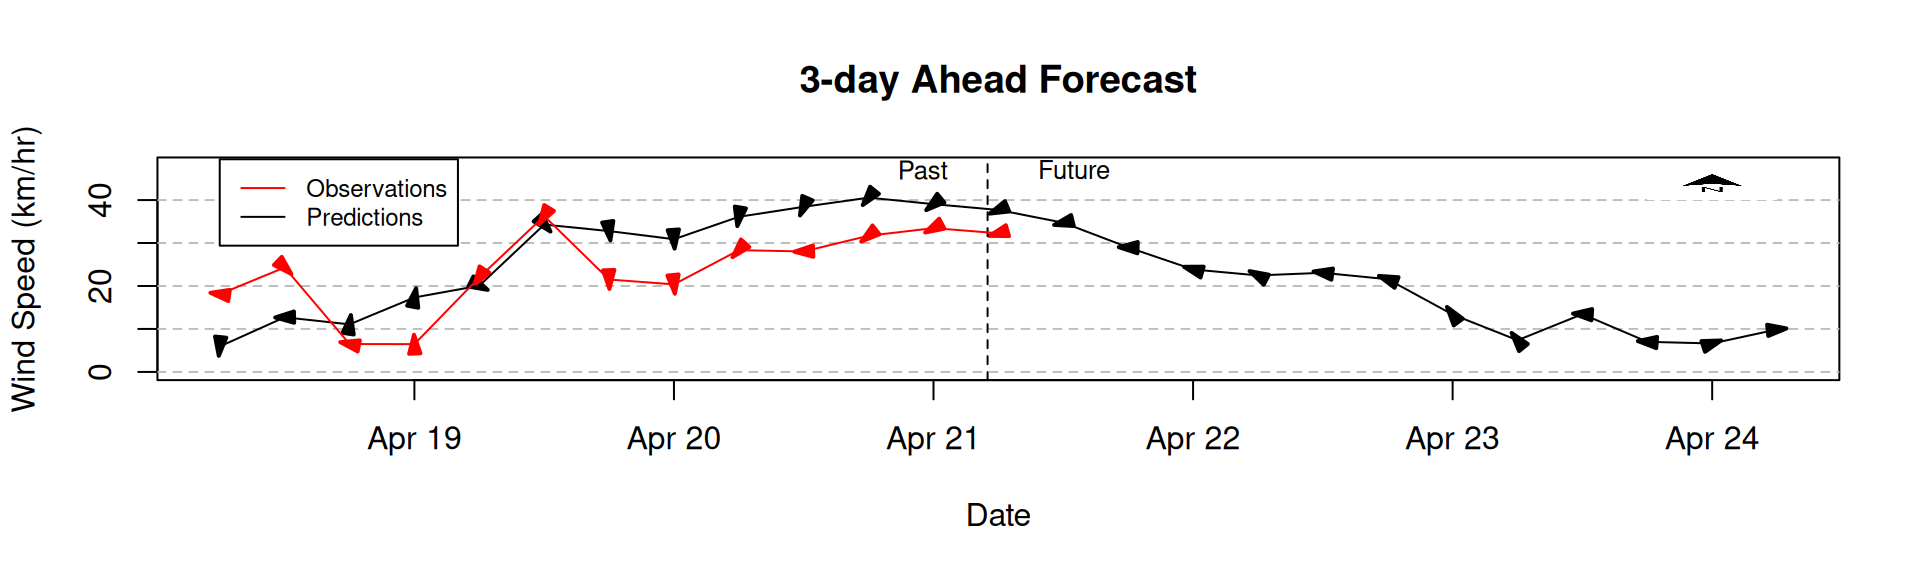 3-day Ahead Forecast
Wind Speed (km/hr)
40
20
0
Observations
Predictions
Past
Future
N
Apr 19
Apr 20
Apr 21
Apr 22
Apr 23
Apr 24
Date